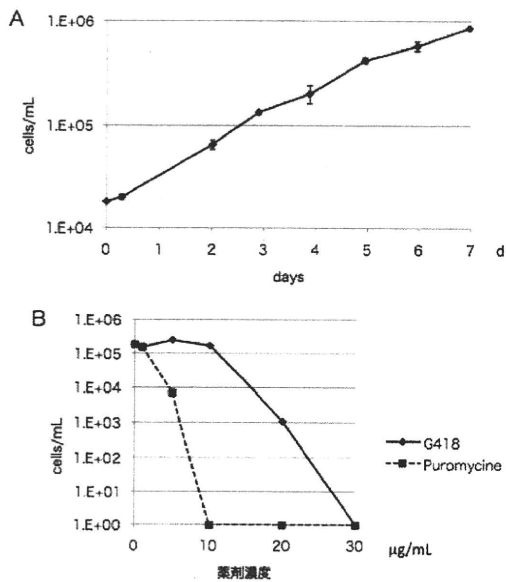 A
1.E+06
1.E+05
1.E+04
cells/mL
0 1 2 3 4 5 6 7 d
days
B
1.E+06
1.E+05
1.E+04
1.E+03
1.E+02
1.E+01
1.E+00
cells/mL
0 10 20 30 μg/mL
薬剤濃度
G418
Puromycine